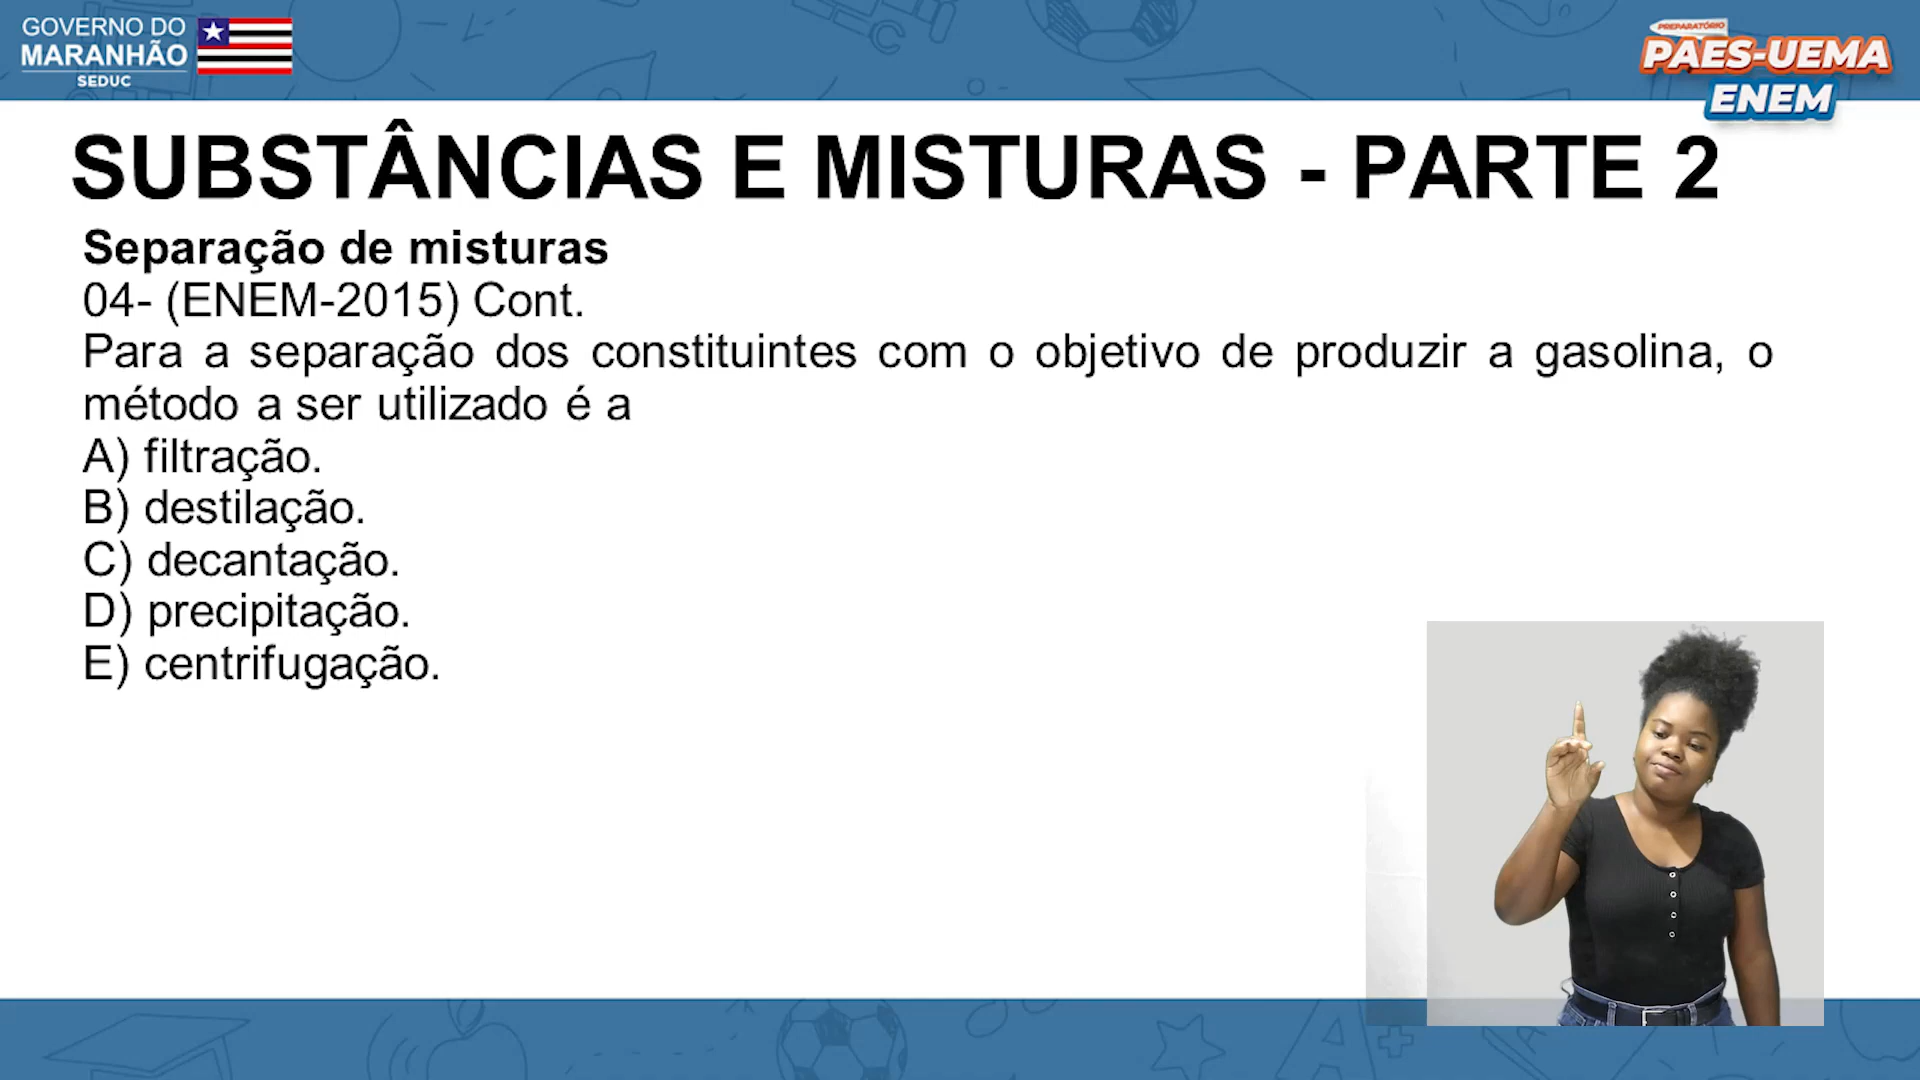 GOVERNO DO
MARANHÃO
SEDUC
PREPARATÓRIO
PAES-UEMA
ENEM
SUBSTÂNCIAS E MISTURAS - PARTE 2
Separação de misturas
04- (ENEM-2015) Cont.
Para a separação dos constituintes com o objetivo de produzir a gasolina, o
método a ser utilizado é a
A) filtração.
B) destilação.
C) decantação.
D) precipitação.
E) centrifugação.